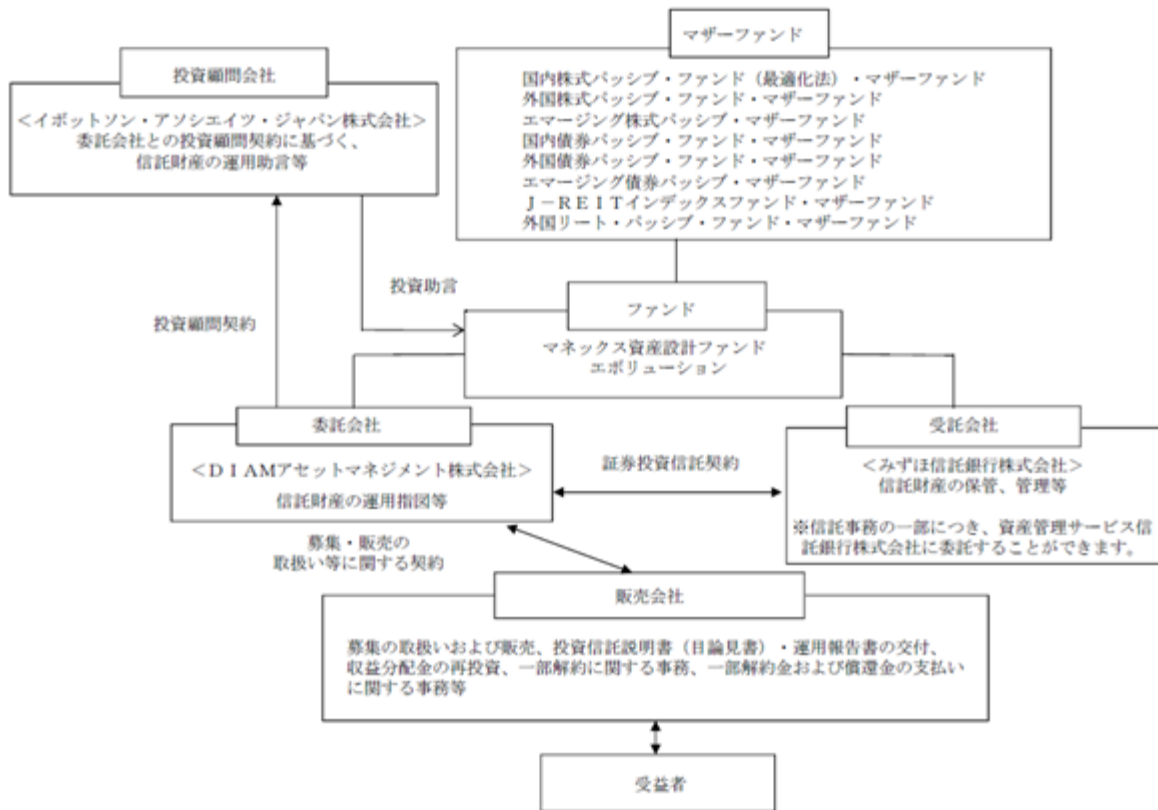 マザーファンド
国内株式パッシブ・ファンド（最適化法）・マザーファンド
外国株式パッシブ・ファンド・マザーファンド
エマージング株式パッシブ・マザーファンド
国内債券パッシブ・ファンド・マザーファンド
外国債券パッシブ・ファンド・マザーファンド
エマージング債券パッシブ・マザーファンド
Ｊ－ＲＥＩＴインデックスファンド・マザーファンド
外国リート・パッシブ・ファンド・マザーファンド
投資顧問会社
＜イボットソン・アソシエイツ・ジャパン株式会社＞
委託会社との投資顧問契約に基づく、
信託財産の運用助言等
投資助言
投資顧問契約
ファンド
マネックス資産設計ファンド
エボリューション
委託会社
＜ＤＩＡＭアセットマネジメント株式会社＞
信託財産の運用指図等
証券投資信託契約
受託会社
＜みずほ信託銀行株式会社＞
信託財産の保管、管理等
※信託事務の一部につき、資産管理サービス信
託銀行株式会社に委託することができます。
募集・販売の
取扱い等に関する契約
販売会社
募集の取扱いおよび販売、投資信託説明書（目論見書）・運用報告書の交付、
収益分配金の再投資、一部解約に関する事務、一部解約金および償還金の支払い
に関する事務等
受益者